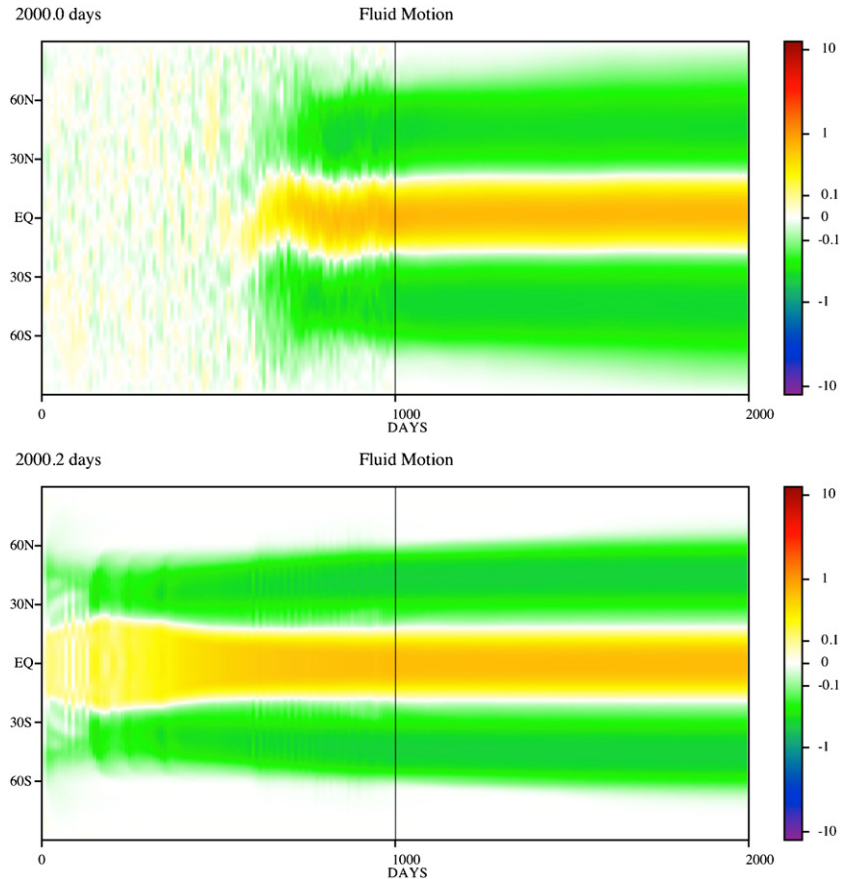 2000.0 days
Fluid Motion
10
60N
1
30N
0.1
EQ
0
-0.1
30S
-1
60S
-10
0
1000
2000
DAYS
2000.2 days
Fluid Motion
10
60N
1
30N
0.1
EQ
0
-0.1
30S
-1
60S
-10
0
1000
2000
DAYS